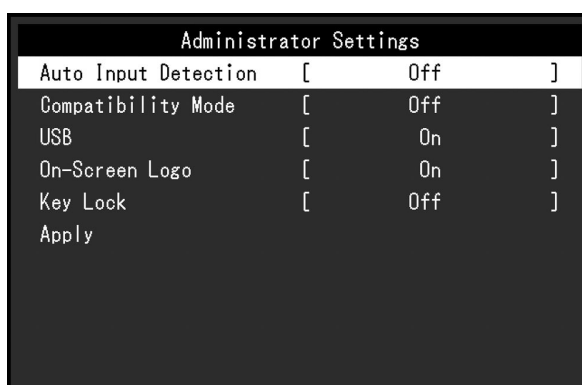 Administrator Settings
Auto Input Detection [ Off ]
Compatibility Mode [ Off ]
USB [ On ]
On-Screen Logo [ On ]
Key Lock [ Off ]
Apply